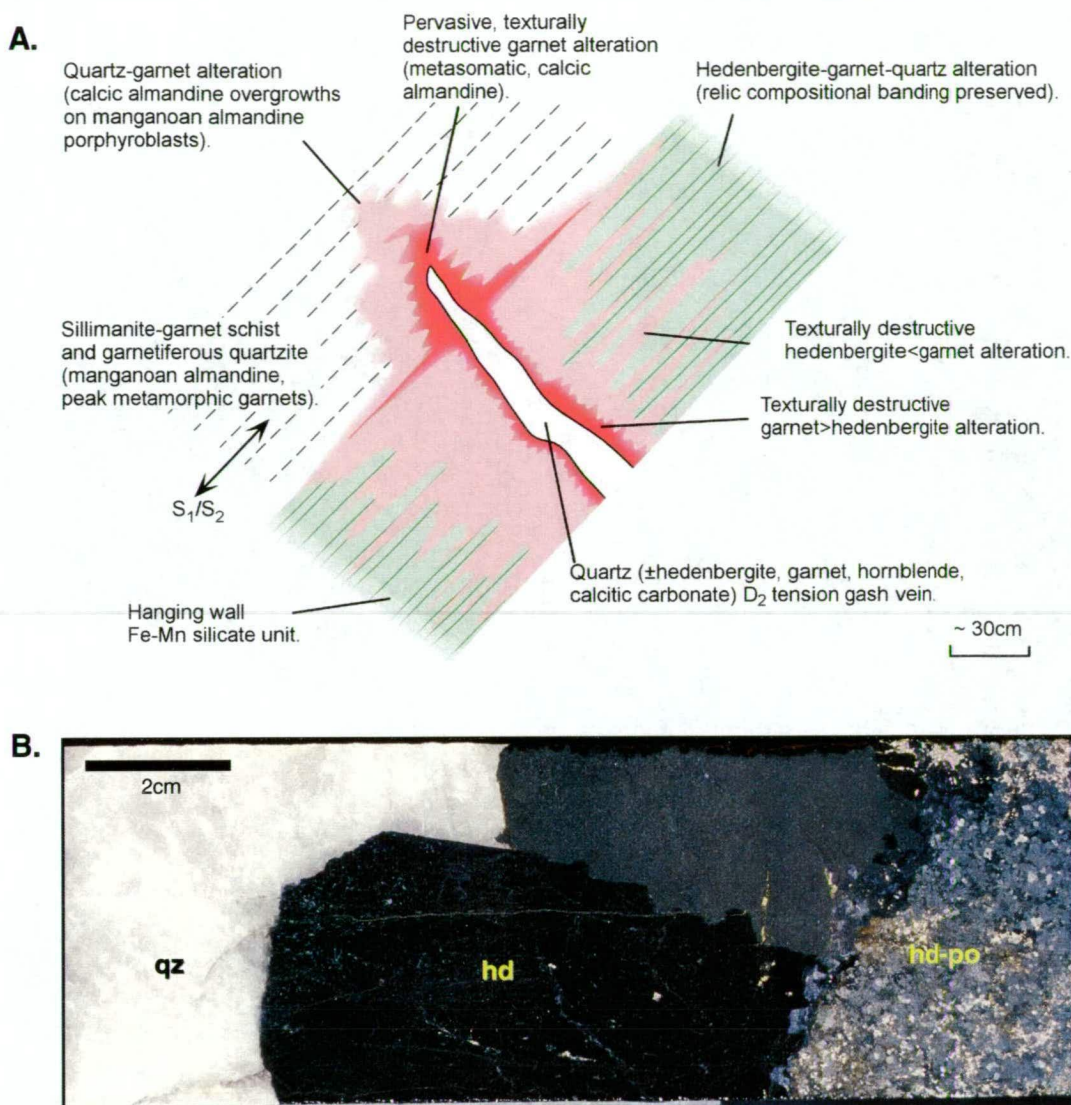 A.
Pervasive, texturally
destructive garnet alteration
(metasomatic, calcic
almandine).
Quartz-garnet alteration
(calcic almandine overgrowths
on manganoan almandine
porphyroblasts).
Hedenbergite-garnet-quartz alteration
(relic compositional banding preserved).
Sillimanite-garnet schist
and garnetiferous quartzite
(manganoan almandine,
peak metamorphic garnets).
Texturally destructive
hedenbergite<garnet alteration.
Texturally destructive
garnet>hedenbergite alteration.
S1/S2
Quartz (±hedenbergite, garnet, hornblende,
calcitic carbonate) D2 tension gash vein.
Hanging wall
Fe-Mn silicate unit.
~ 30cm
B.
2cm
qz
hd
hd-po